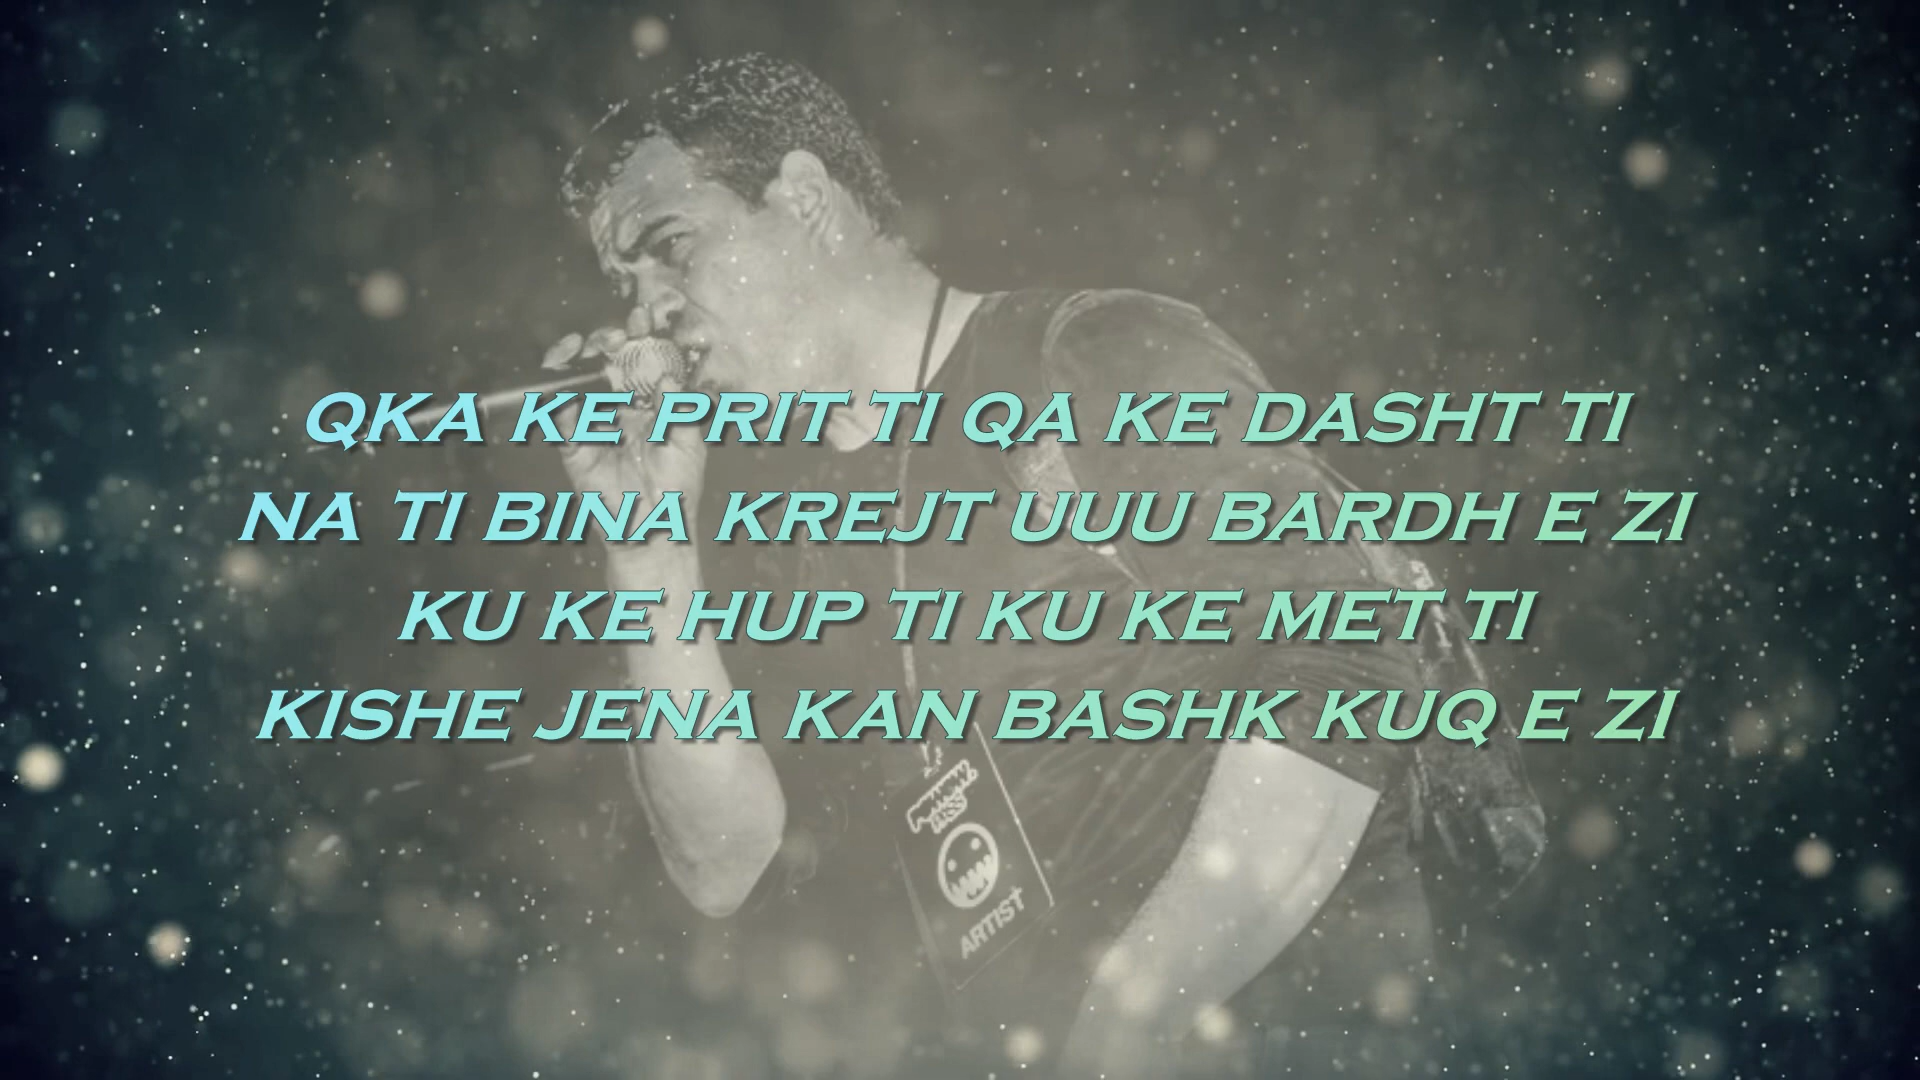 QKA KE PRIT TI QA KE DASHT TI
NA TI BINA KREJT UUU BARDH E ZI
KU KE HUP TI KU KE MET TI
KISHE JENA KAN BASHK KUQ E ZI
ARTIST